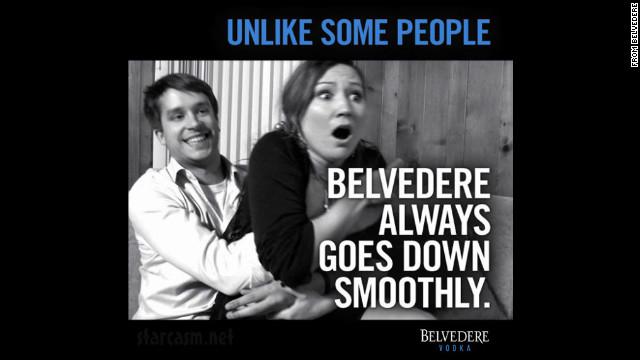 UNLIKE SOME PEOPLE
FROM BELVEDERE
BELVEDERE
ALWAYS
GOES DOWN
SMOOTHLY.
starcasm.net
BELVEDERE
VODKA